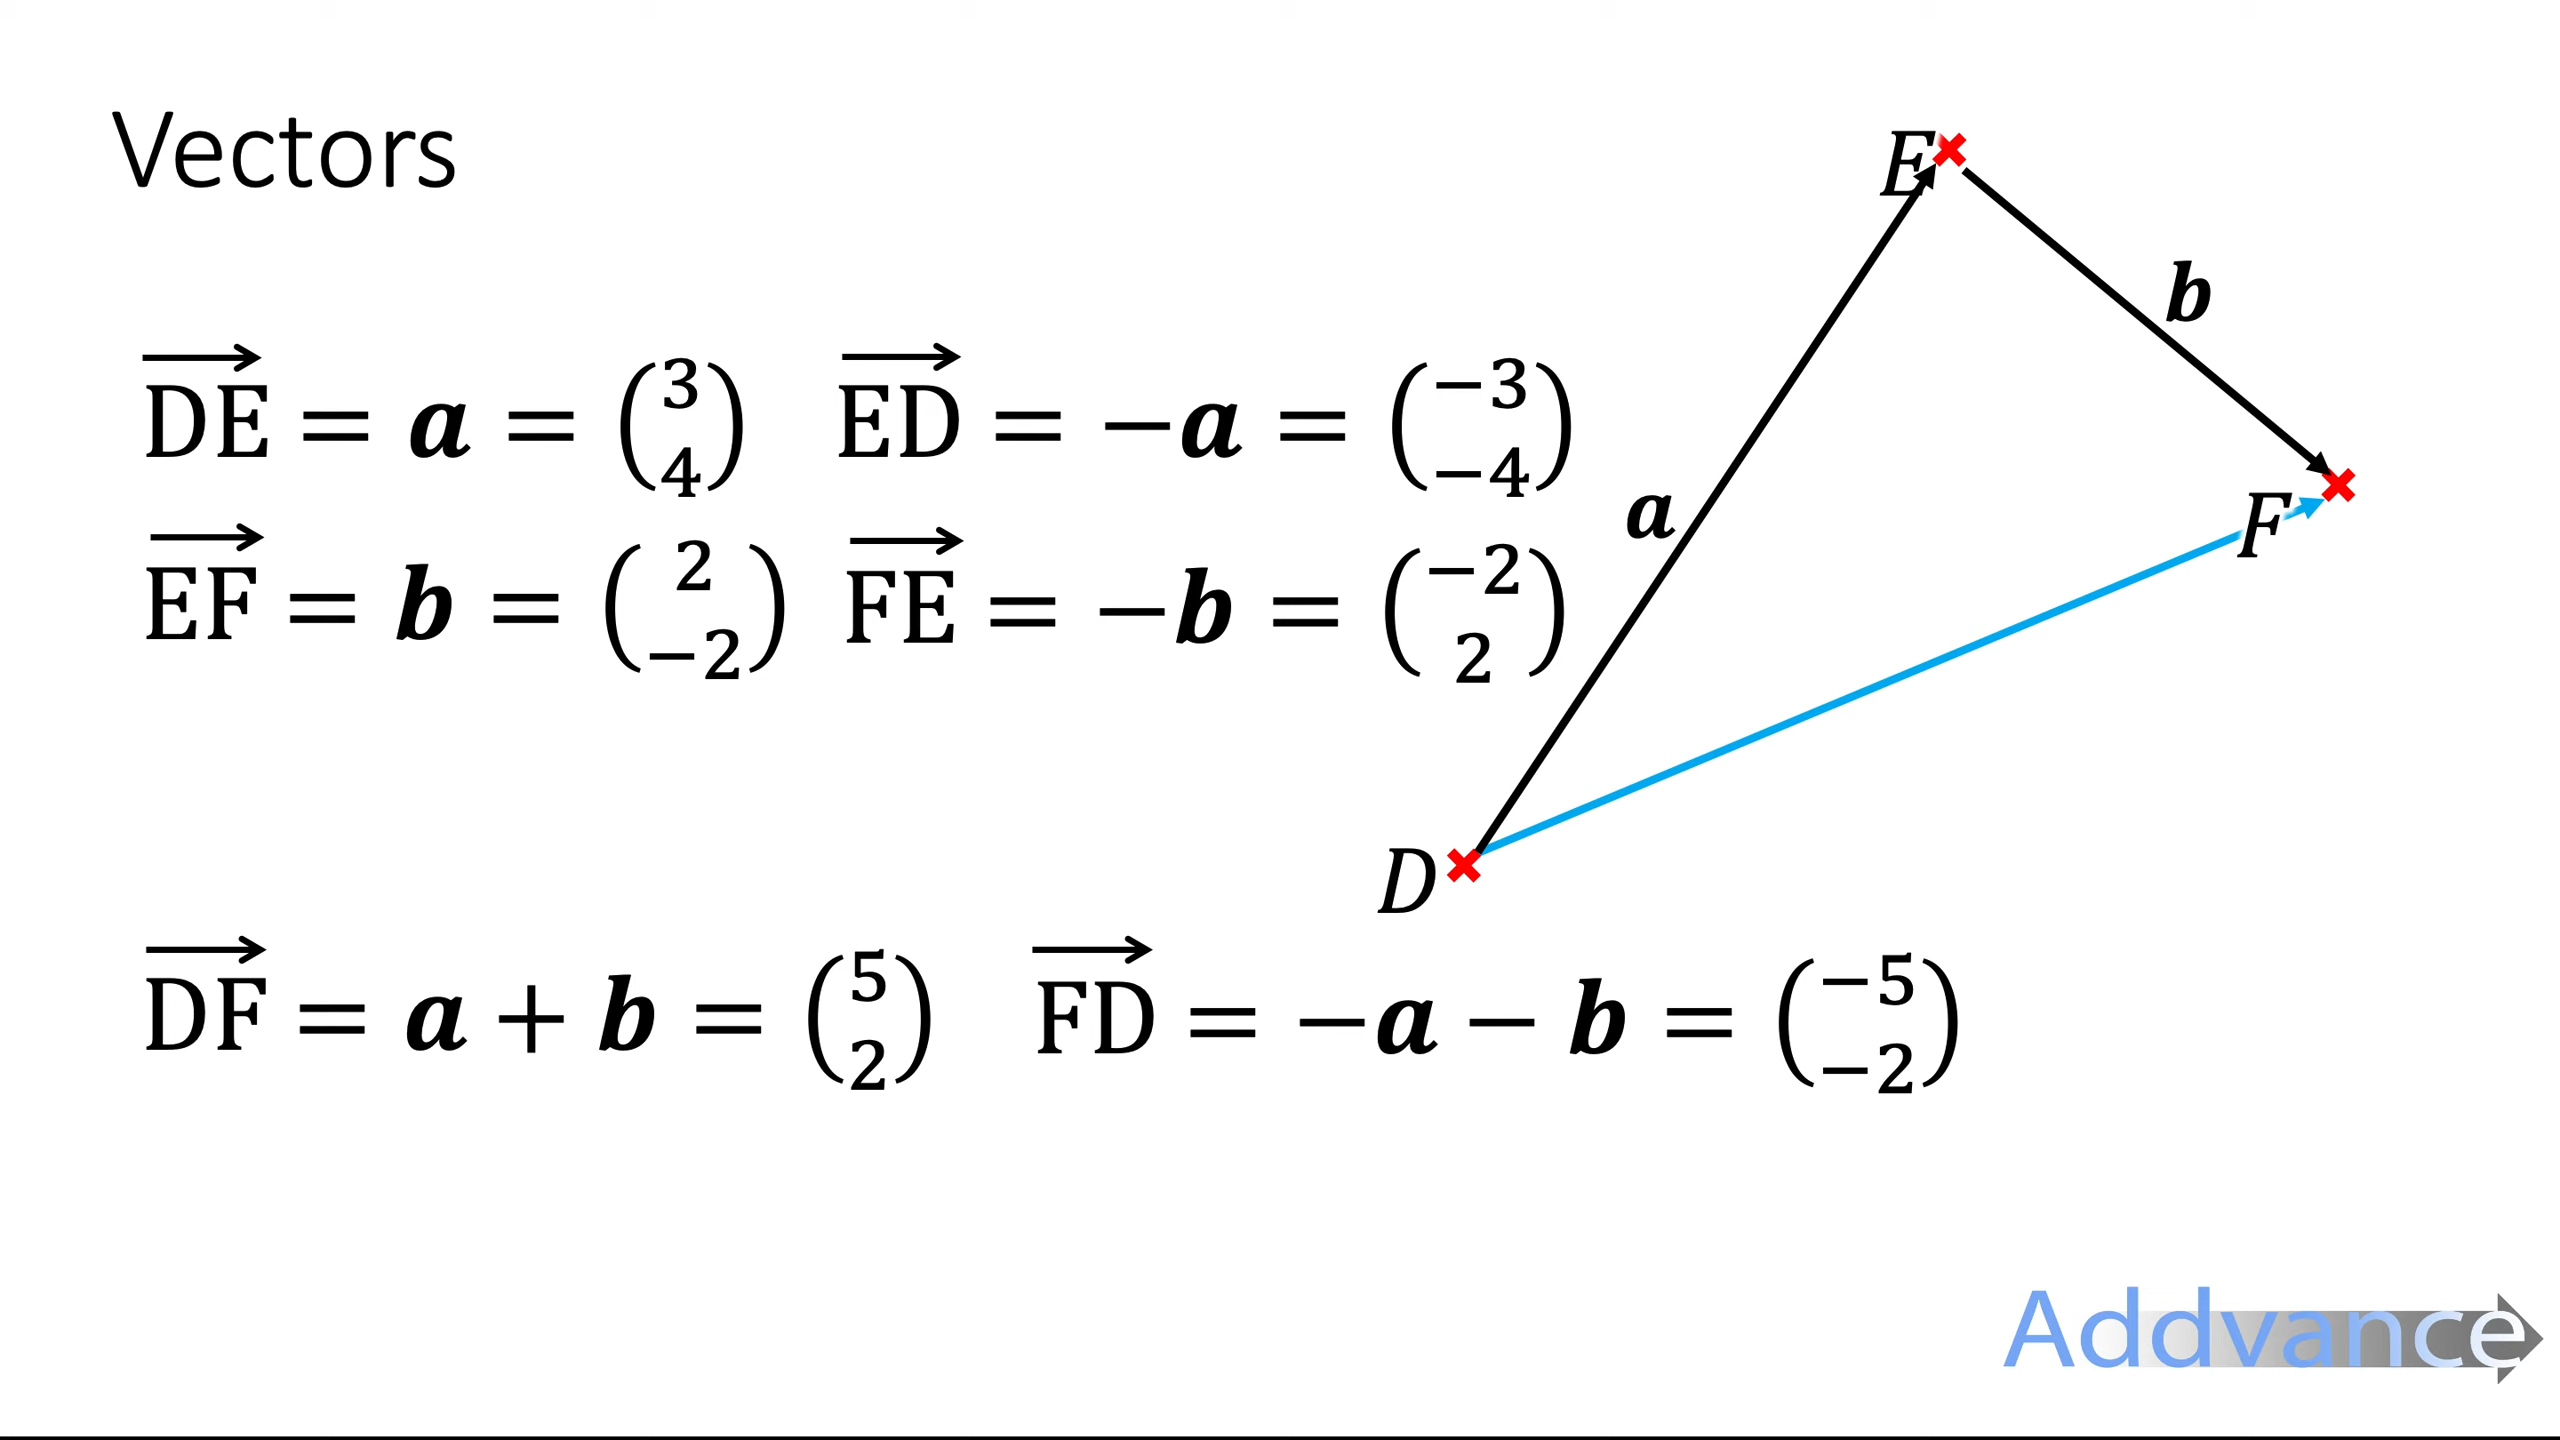 Vectors
DE = a = (3 4) ED = −a = (−3 −4)
EF = b = (2 −2) FE = −b = (−2 2)
DF = a + b = (5 2) FD = −a − b = (−5 −2)
E
b
a
F
D
Addvance